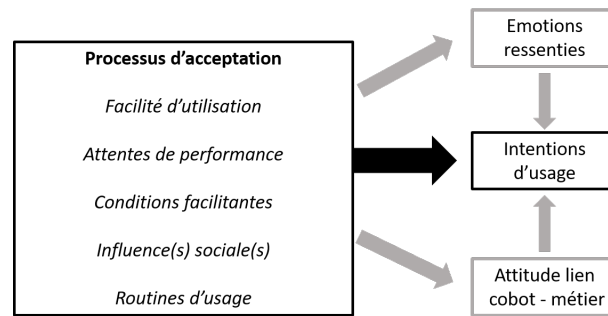 Processus d'acceptation
Facilité d'utilisation
Attentes de performance
Conditions facilitantes
Influence(s) sociale(s)
Routines d'usage
Emotions
ressenties
Intentions
d'usage
Attitude lien
cobot - métier